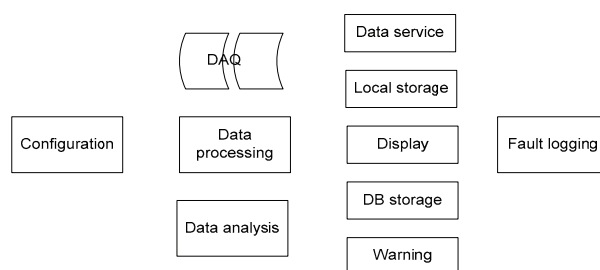 DAQ
Data service
Local storage
Configuration
Data
processing
Display
Fault logging
DB storage
Data analysis
Warning